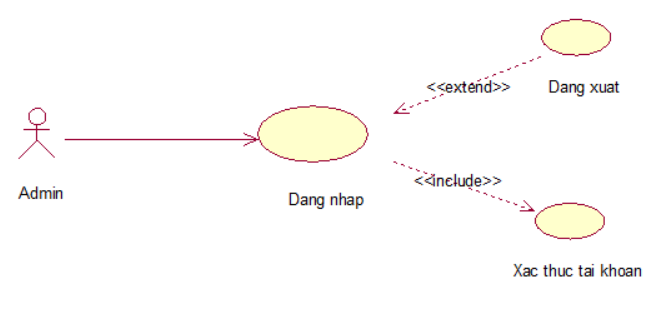 <<extend>>
Dang xuat
Admin
Dang nhap
<<include>>
Xac thuc tai khoan